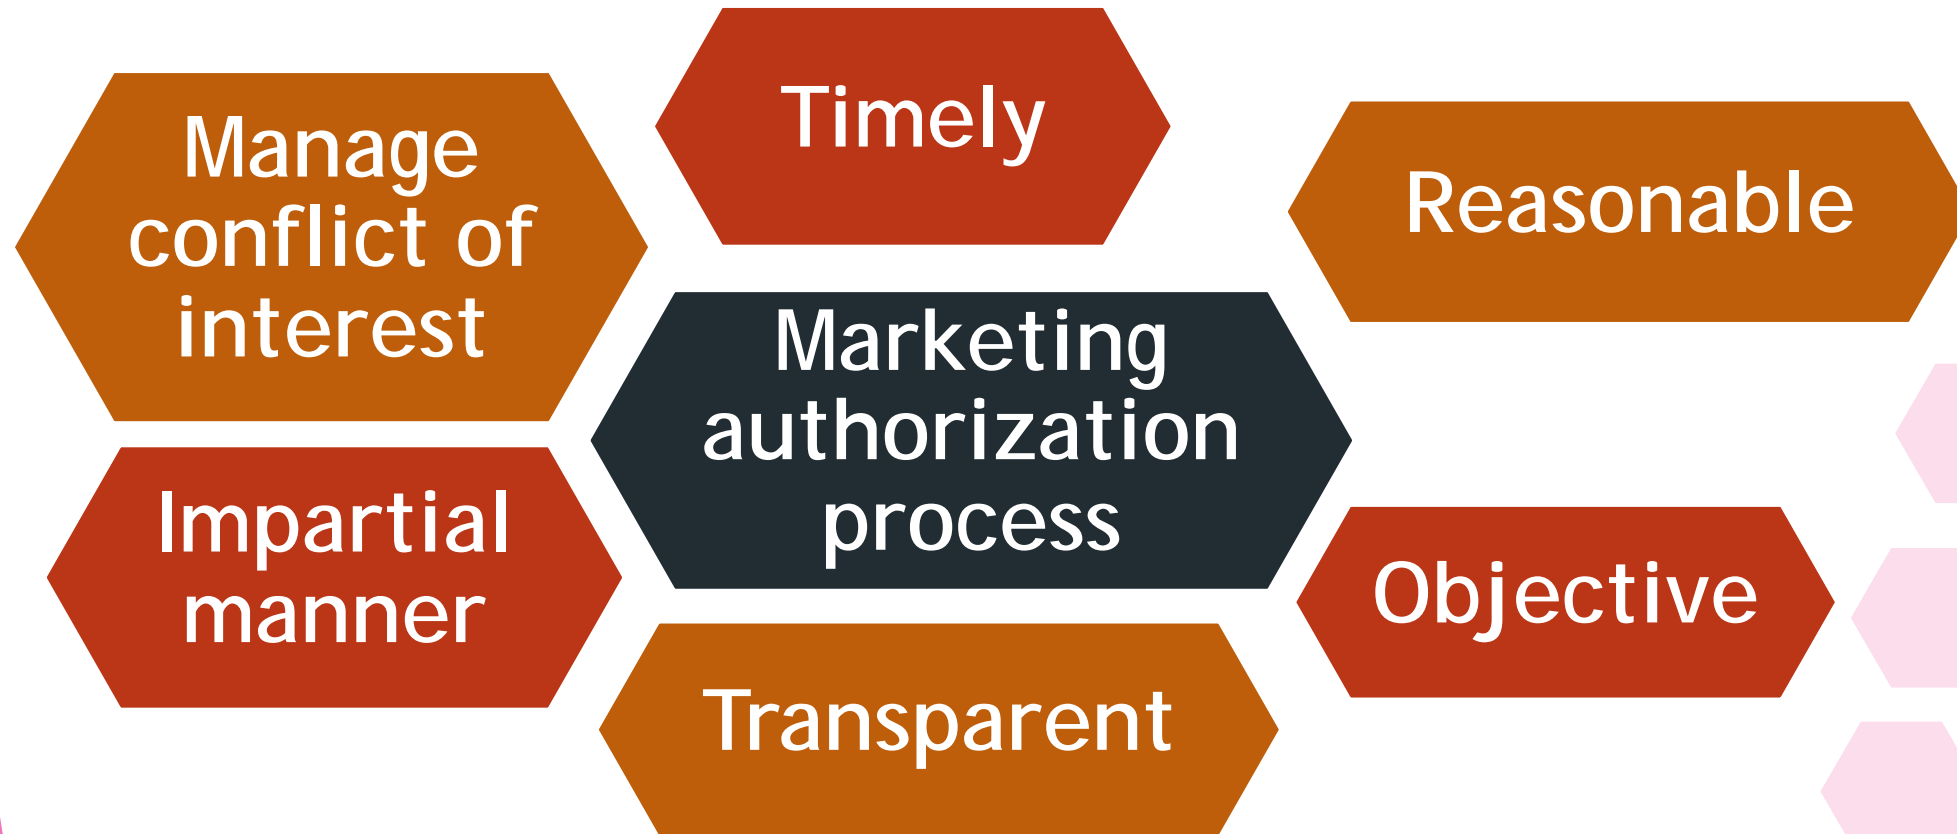 Timely
Manage
conflict of
interest
Reasonable
Marketing
authorization
process
Impartial
manner
Objective
Transparent